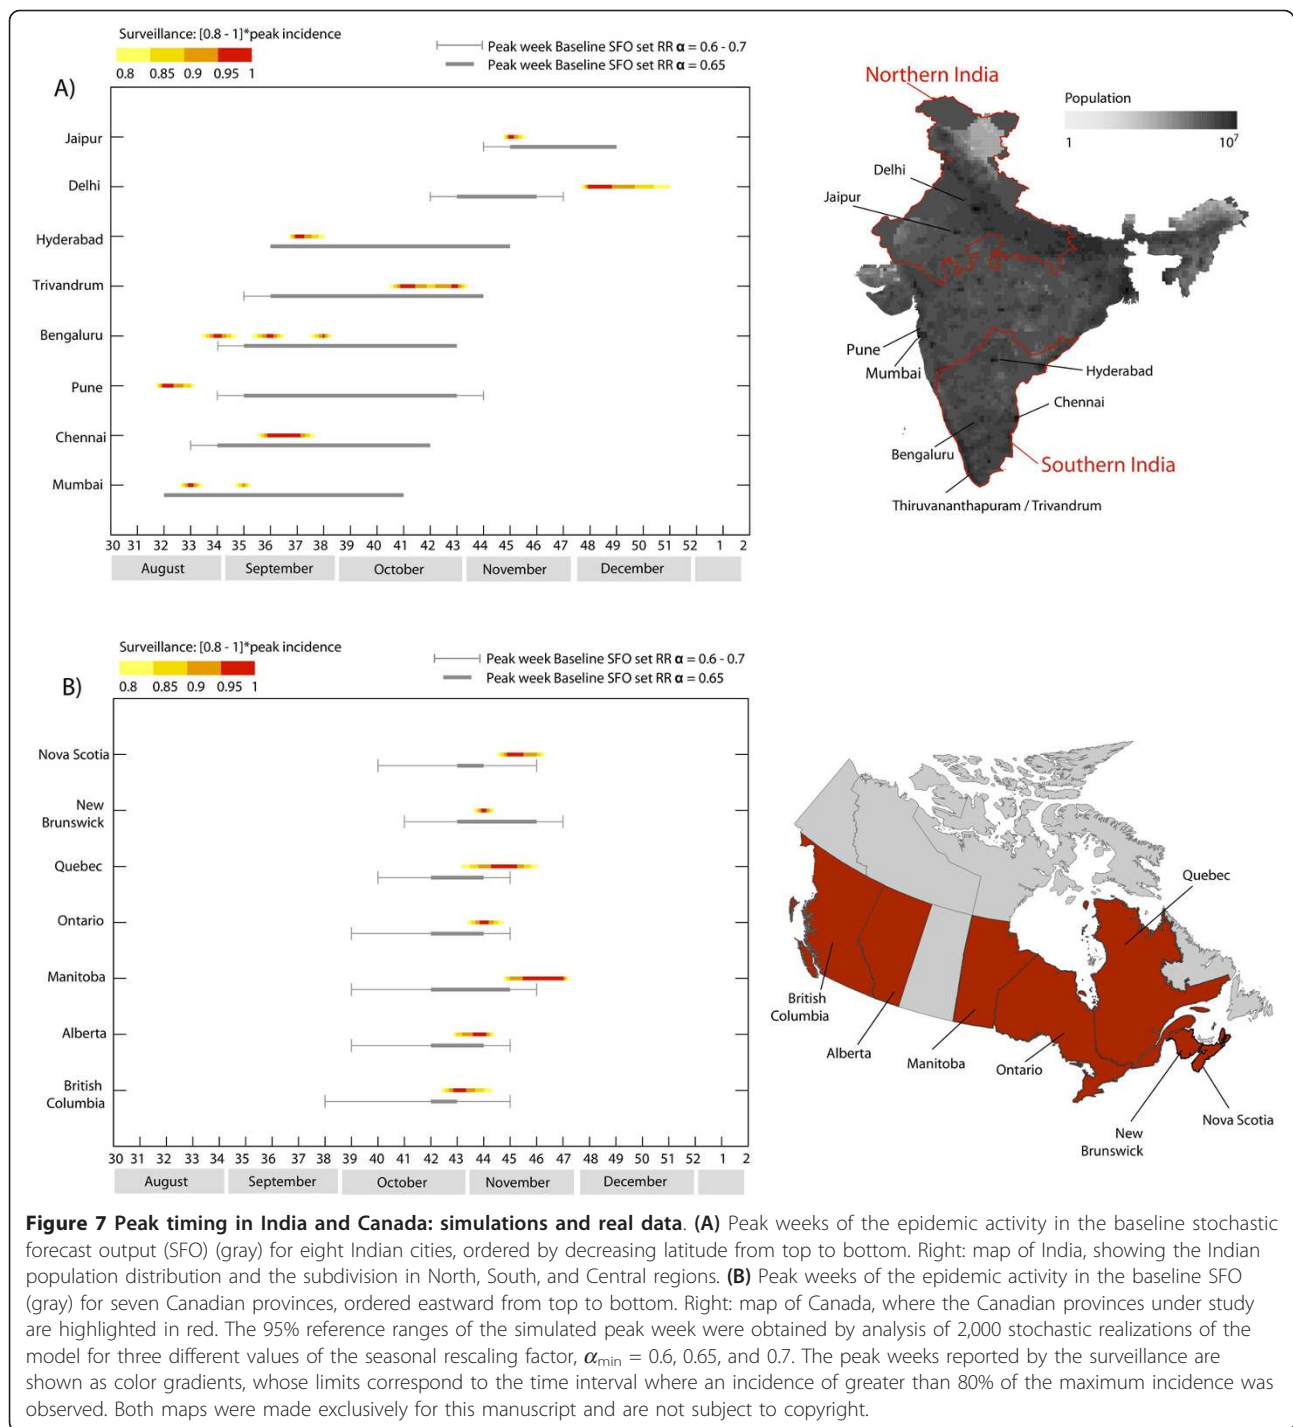 Surveillance: [0.8 - 1]*peak incidence
0.8 0.85 0.9 0.95 1
Peak week Baseline SFO set RR α = 0.6 - 0.7
Peak week Baseline SFO set RR α = 0.65
A)
Jaipur
Delhi
Hyderabad
Trivandrum
Bengaluru
Pune
Chennai
Mumbai
30 31 32 33 34 35 36 37 38 39 40 41 42 43 44 45 46 47 48 49 50 51 52 1 2
August September October November December
Northern India
Population
1 10⁷
Delhi
Jaipur
Pune
Mumbai
Hyderabad
Chennai
Bengaluru
Southern India
Thiruvananthapuram / Trivandrum
Surveillance: [0.8 - 1]*peak incidence
0.8 0.85 0.9 0.95 1
Peak week Baseline SFO set RR α = 0.6 - 0.7
Peak week Baseline SFO set RR α = 0.65
B)
Nova Scotia
New
Brunswick
Quebec
Ontario
Manitoba
Alberta
British
Columbia
30 31 32 33 34 35 36 37 38 39 40 41 42 43 44 45 46 47 48 49 50 51 52 1 2
August September October November December
Quebec
British
Columbia
Alberta
Manitoba
Ontario
New
Brunswick
Nova Scotia
Figure 7 Peak timing in India and Canada: simulations and real data. (A) Peak weeks of the epidemic activity in the baseline stochastic
forecast output (SFO) (gray) for eight Indian cities, ordered by decreasing latitude from top to bottom. Right: map of India, showing the Indian
population distribution and the subdivision in North, South, and Central regions. (B) Peak weeks of the epidemic activity in the baseline SFO
(gray) for seven Canadian provinces, ordered eastward from top to bottom. Right: map of Canada, where the Canadian provinces under study
are highlighted in red. The 95% reference ranges of the simulated peak week were obtained by analysis of 2,000 stochastic realizations of the
model for three different values of the seasonal rescaling factor, αmin = 0.6, 0.65, and 0.7. The peak weeks reported by the surveillance are
shown as color gradients, whose limits correspond to the time interval where an incidence of greater than 80% of the maximum incidence was
observed. Both maps were made exclusively for this manuscript and are not subject to copyright.